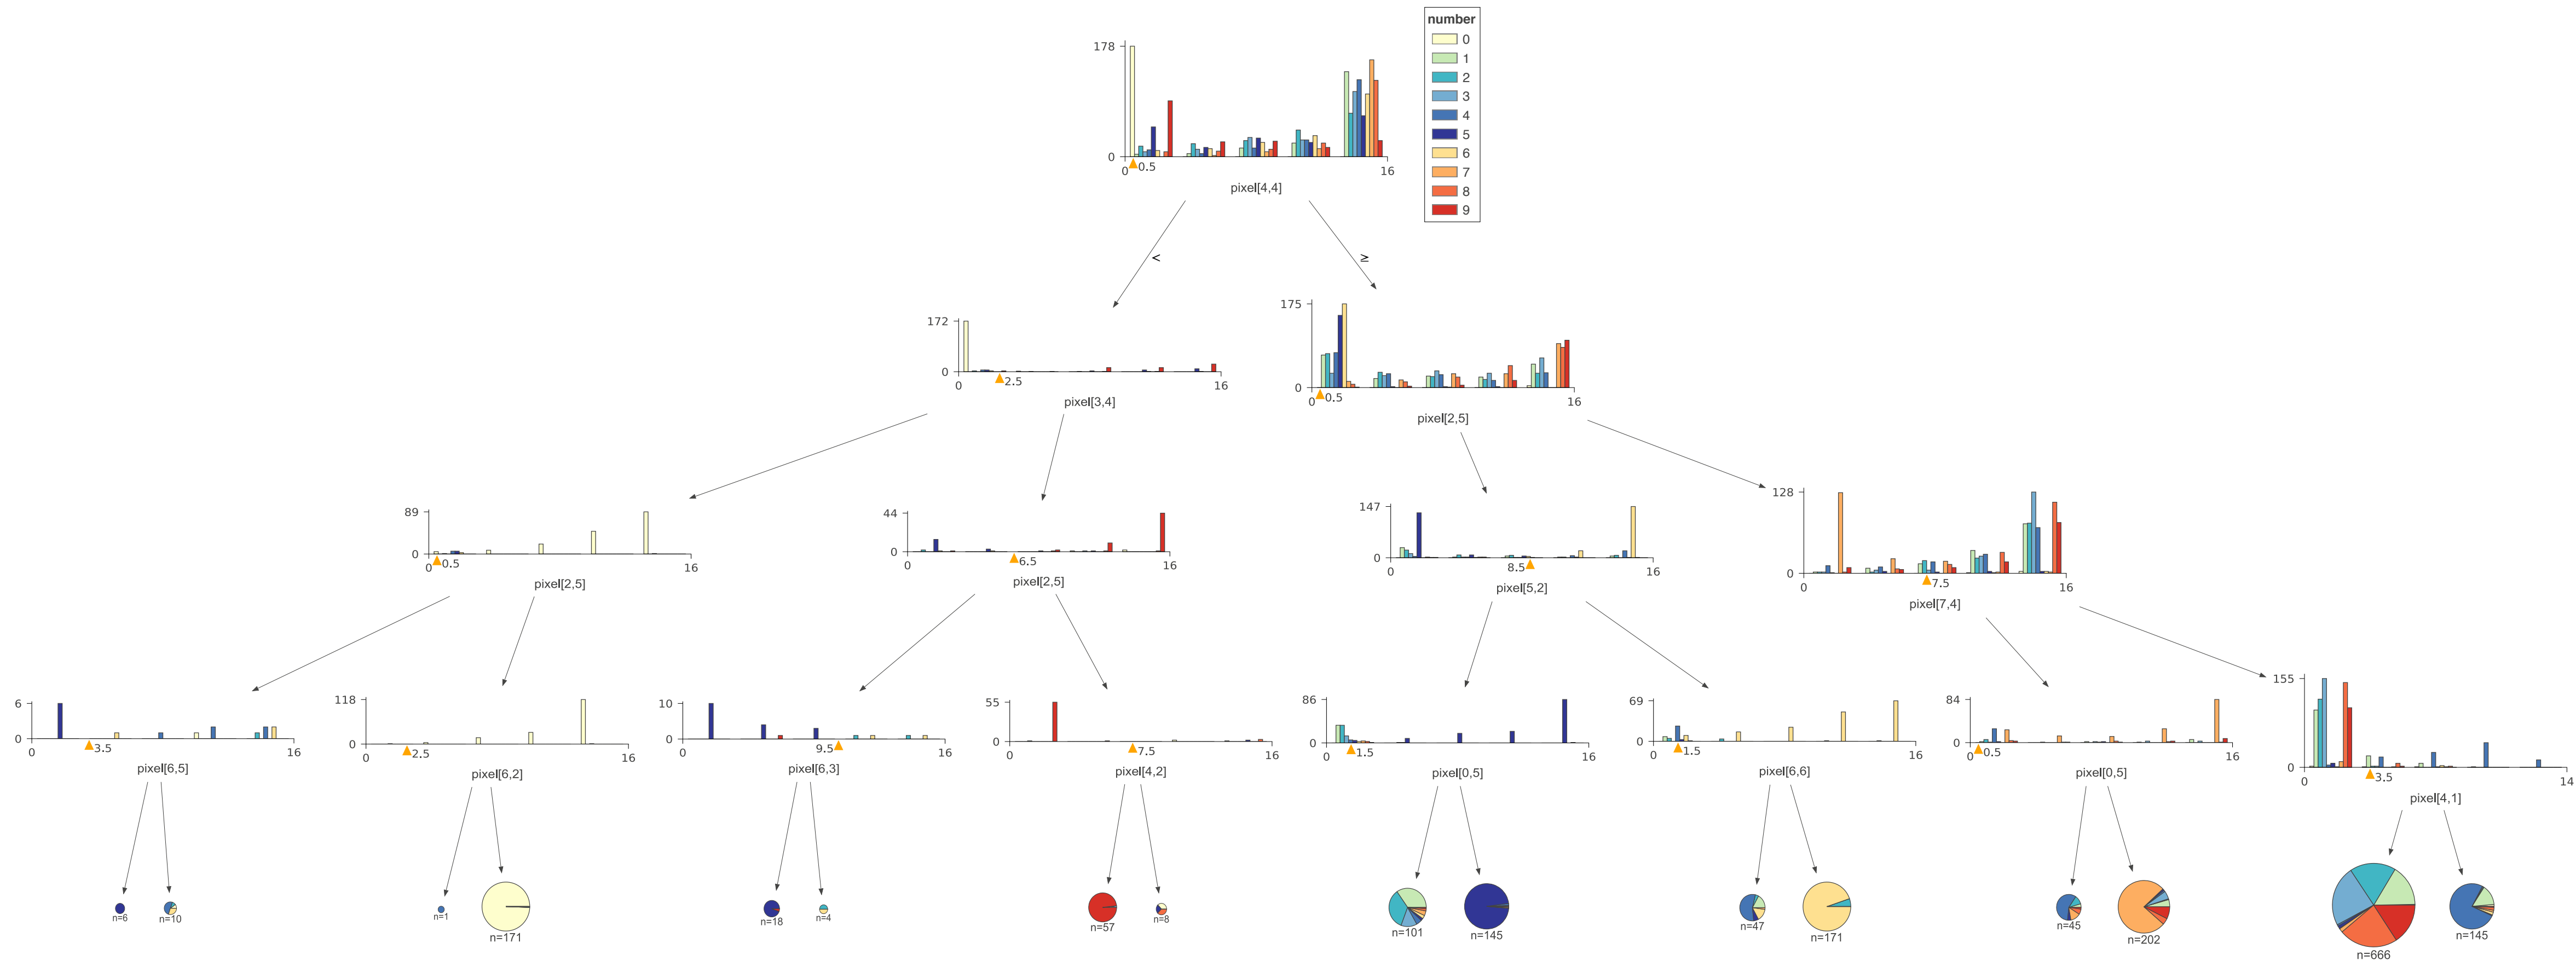 number
0
1
2
3
4
5
6
7
8
9
178
0
0
0.5
16
pixel[4,4]
<
≥
172
0
0
2.5
16
pixel[3,4]
175
0
0
0.5
16
pixel[2,5]
89
0
0
0.5
16
pixel[2,5]
44
0
0
6.5
16
pixel[2,5]
147
0
0
8.5
16
pixel[5,2]
128
0
0
7.5
16
pixel[7,4]
6
0
0
3.5
16
pixel[6,5]
118
0
0
2.5
16
pixel[6,2]
10
0
0
9.5
16
pixel[6,3]
55
0
0
7.5
16
pixel[4,2]
86
0
0
1.5
16
pixel[0,5]
69
0
0
1.5
16
pixel[6,6]
84
0
0
0.5
16
pixel[0,5]
155
0
0
3.5
14
pixel[4,1]
n=6
n=10
n=1
n=171
n=18
n=4
n=57
n=8
n=101
n=145
n=47
n=171
n=45
n=202
n=666
n=145